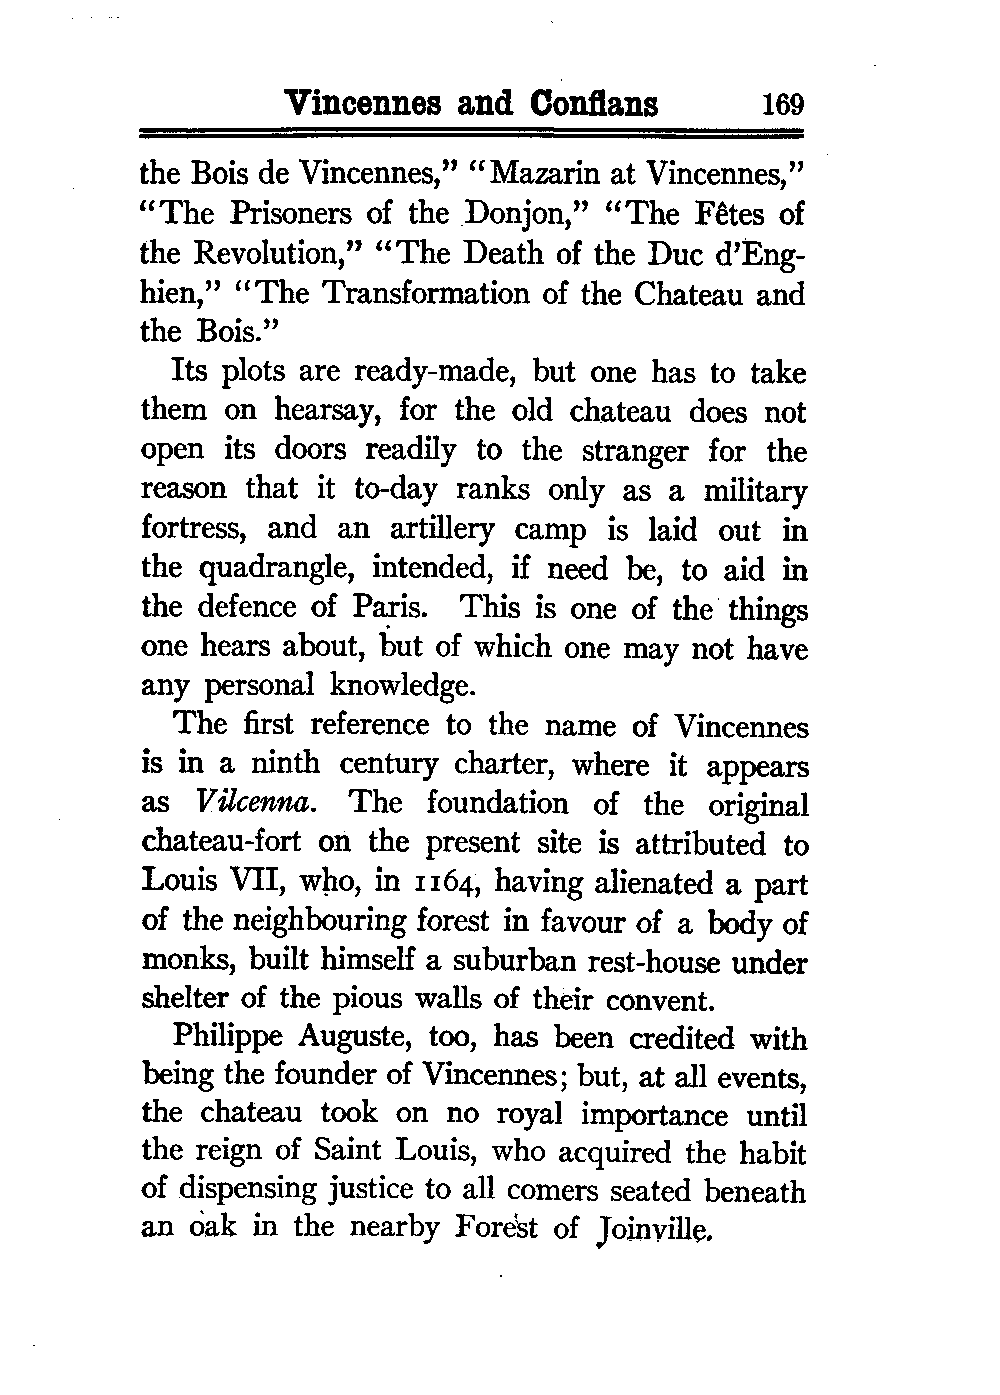 Vincennes and Conflans 169
the Bois de Vincennes,” “Mazarin at Vincennes,”
“The Prisoners of the Donjon,” “The Fêtes of
the Revolution,” “The Death of the Duc d’Eng-
hien,” “The Transformation of the Chateau and
the Bois.”
Its plots are ready-made, but one has to take
them on hearsay, for the old chateau does not
open its doors readily to the stranger for the
reason that it to-day ranks only as a military
fortress, and an artillery camp is laid out in
the quadrangle, intended, if need be, to aid in
the defence of Paris. This is one of the things
one hears about, but of which one may not have
any personal knowledge.
The first reference to the name of Vincennes
is in a ninth century charter, where it appears
as Vilcenna. The foundation of the original
chateau-fort on the present site is attributed to
Louis VII, who, in 1164, having alienated a part
of the neighbouring forest in favour of a body of
monks, built himself a suburban rest-house under
shelter of the pious walls of their convent.
Philippe Auguste, too, has been credited with
being the founder of Vincennes; but, at all events,
the chateau took on no royal importance until
the reign of Saint Louis, who acquired the habit
of dispensing justice to all comers seated beneath
an oak in the nearby Forest of Joinville.